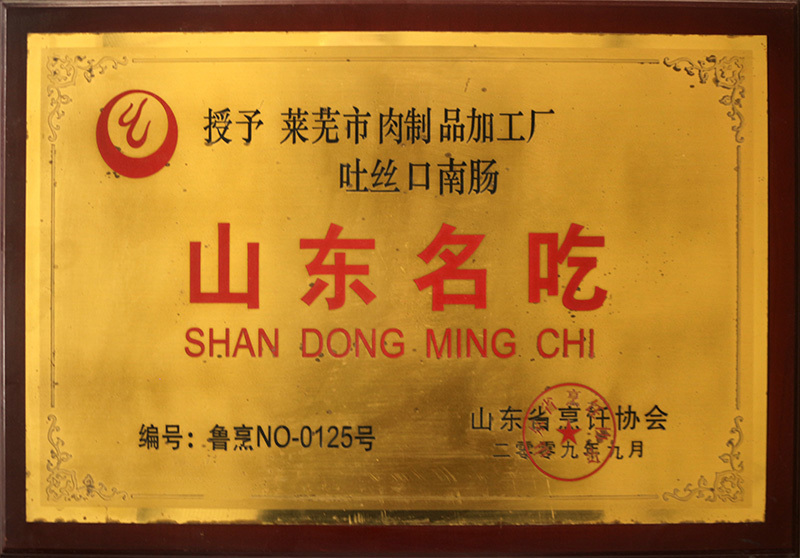 授予 莱芜市肉制品加工厂
吐丝口南肠
山东名吃
SHAN DONG MING CHI
编号：鲁烹NO-0125号
山东省烹饪协会
二零零九年九月